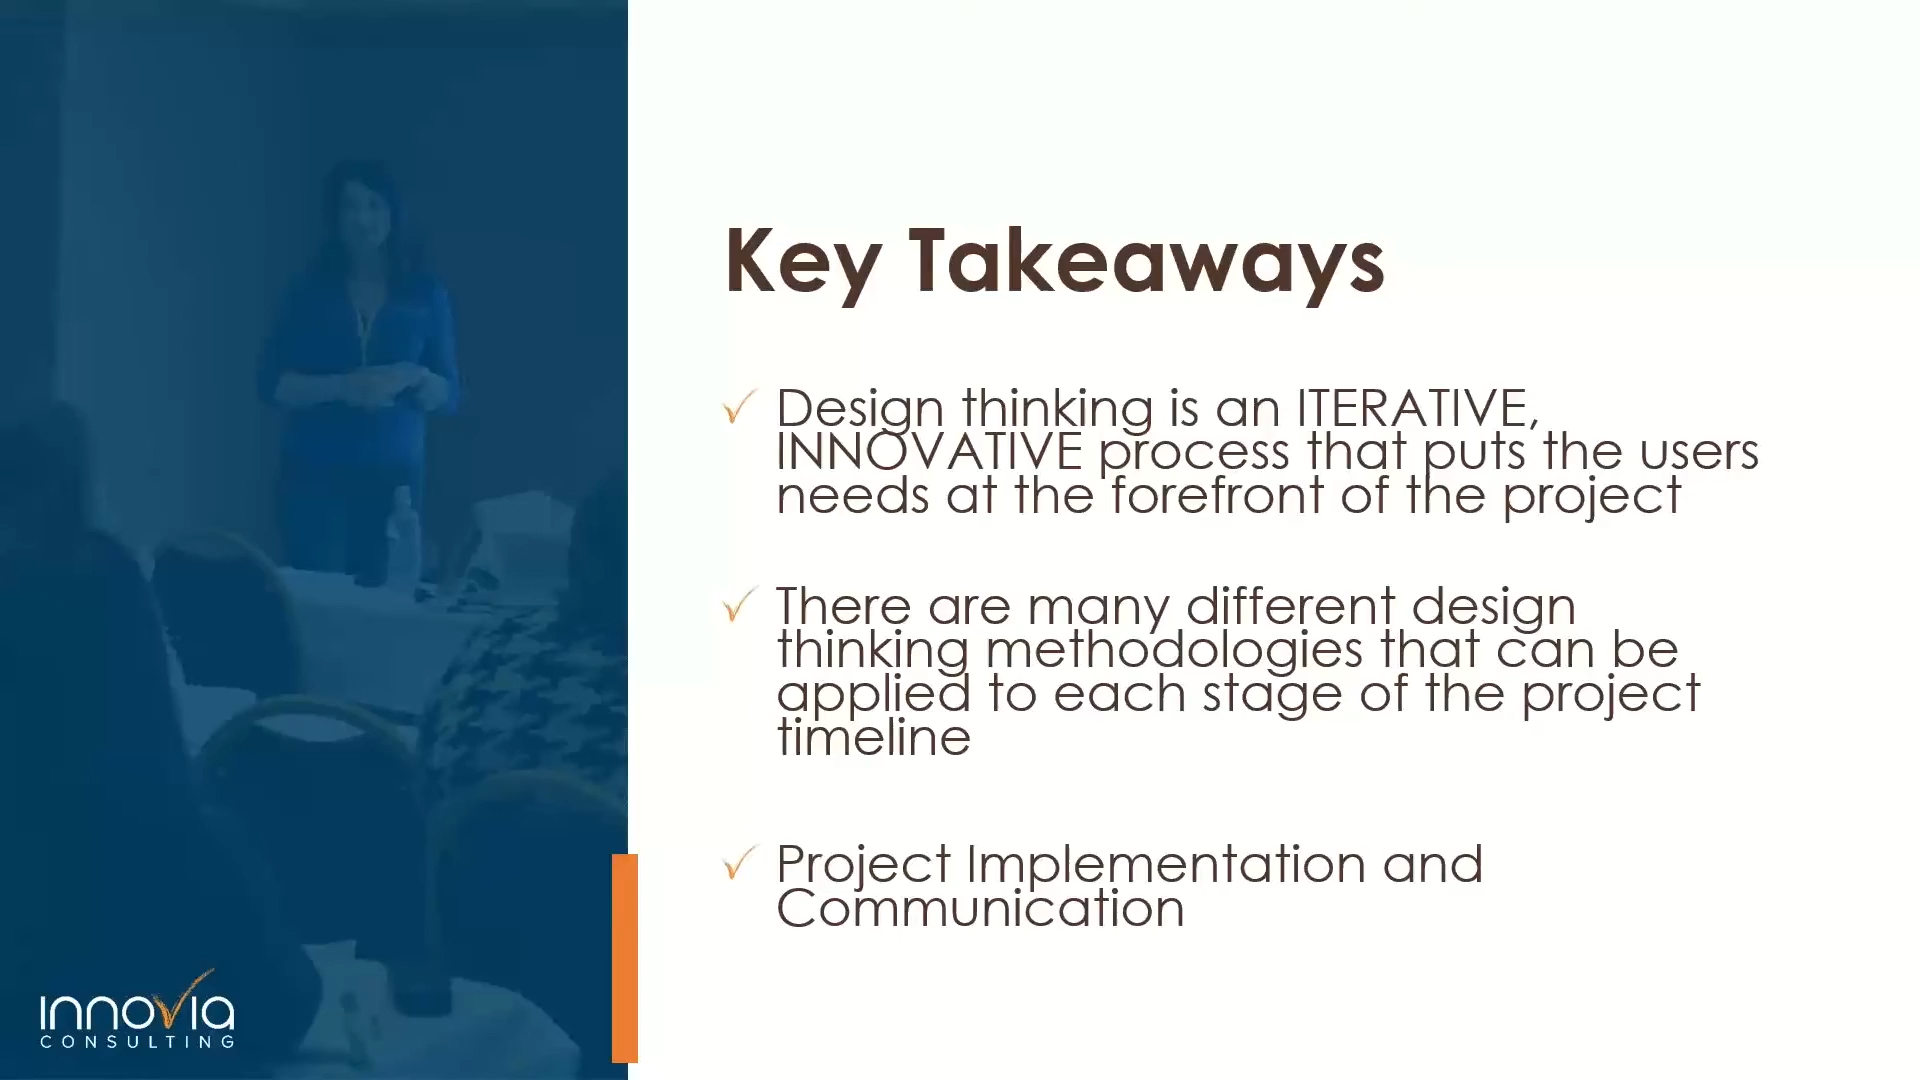 Key Takeaways
Design thinking is an ITERATIVE,
INNOVATIVE process that puts the users
needs at the forefront of the project
There are many different design
thinking methodologies that can be
applied to each stage of the project
timeline
Project Implementation and
Communication
innovia
CONSULTING